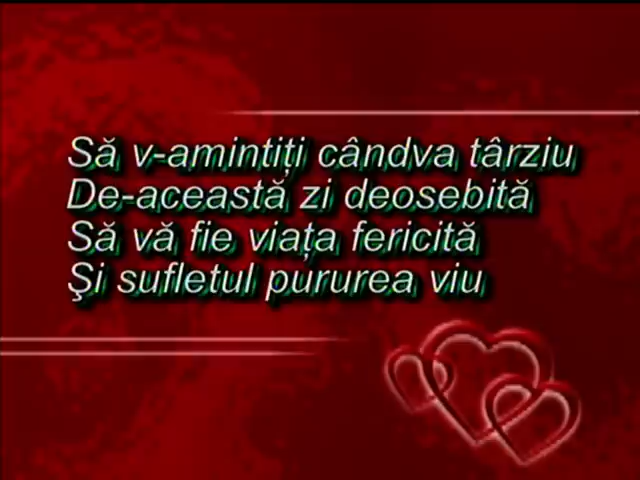 Să v-amintiți cândva târziu
De-această zi deosebită
Să vă fie viața fericită
Şi sufletul pururea viu